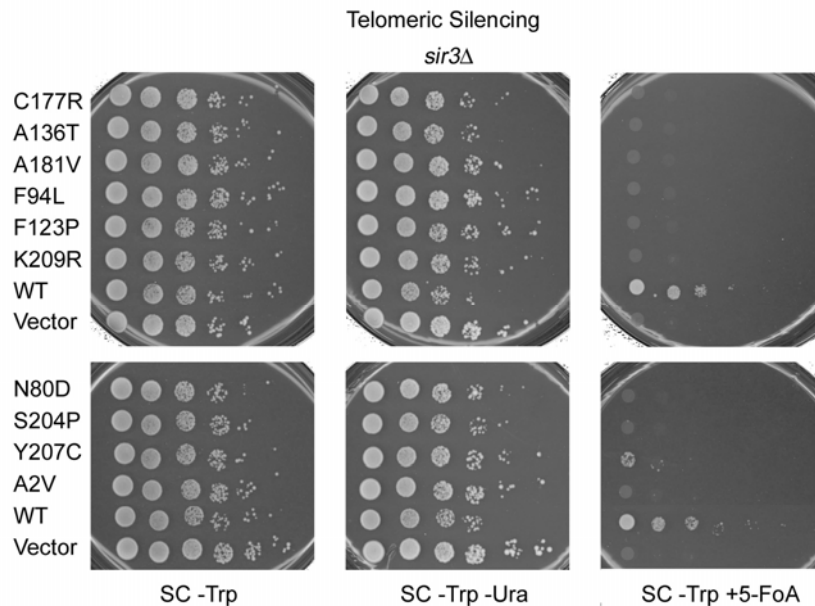 Telomeric Silencing
sir3Δ
C177R
A136T
A181V
F94L
F123P
K209R
WT
Vector
N80D
S204P
Y207C
A2V
WT
Vector
SC -Trp
SC -Trp -Ura
SC -Trp +5-FoA